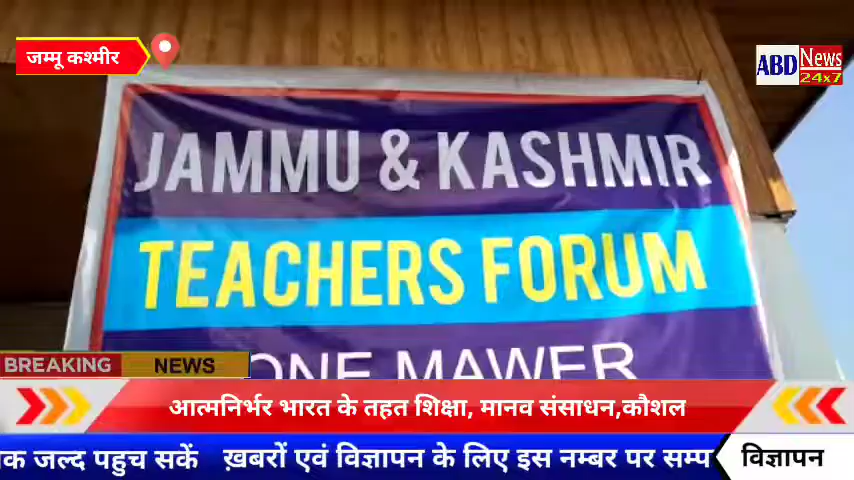 जम्मू कश्मीर
ABD News
24x7
JAMMU & KASHMIR
TEACHERS FORUM
ONE MAWER
BREAKING NEWS
आत्मनिर्भर भारत के तहत शिक्षा, मानव संसाधन,कौशल
क जल्द पहुच सकें ख़बरों एवं विज्ञापन के लिए इस नम्बर पर सम्प
विज्ञापन